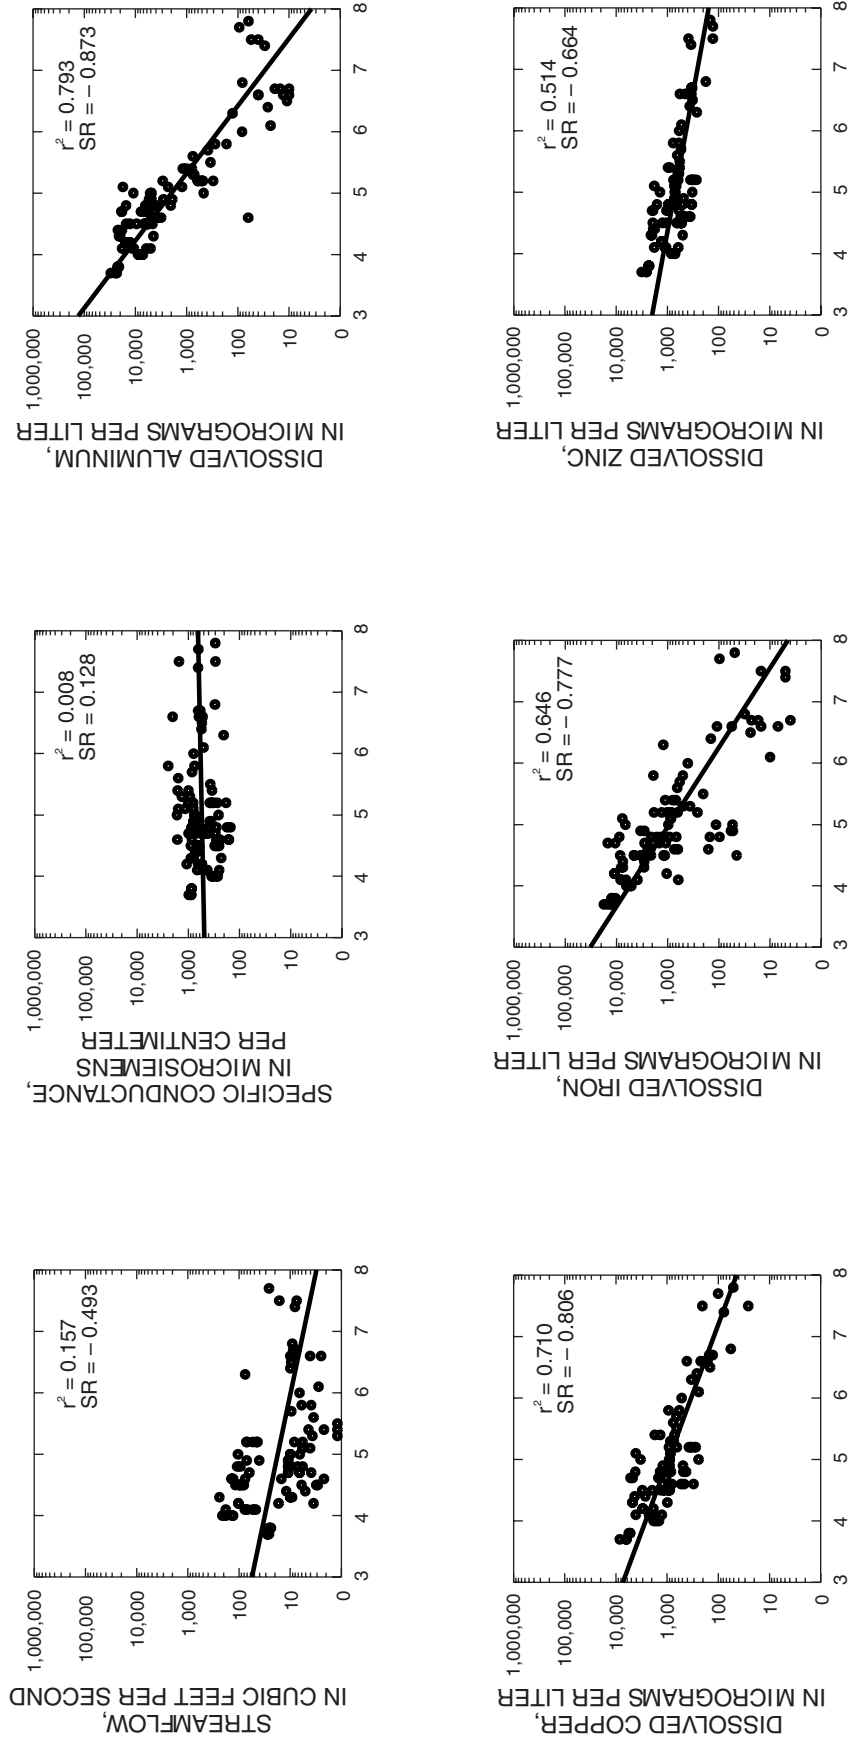 STREAMFLOW,
IN CUBIC FEET PER SECOND
1,000,000
100,000
10,000
1,000
100
10
0
3 4 5 6 7 8
r² = 0.157
SR = – 0.493
SPECIFIC CONDUCTANCE,
IN MICROSIEMENS
PER CENTIMETER
1,000,000
100,000
10,000
1,000
100
10
0
3 4 5 6 7 8
r² = 0.008
SR = 0.128
DISSOLVED ALUMINUM,
IN MICROGRAMS PER LITER
1,000,000
100,000
10,000
1,000
100
10
0
3 4 5 6 7 8
r² = 0.793
SR = – 0.873
DISSOLVED COPPER,
IN MICROGRAMS PER LITER
1,000,000
100,000
10,000
1,000
100
10
0
3 4 5 6 7 8
r² = 0.710
SR = – 0.806
DISSOLVED IRON,
IN MICROGRAMS PER LITER
1,000,000
100,000
10,000
1,000
100
10
0
3 4 5 6 7 8
r² = 0.646
SR = – 0.777
DISSOLVED ZINC,
IN MICROGRAMS PER LITER
1,000,000
100,000
10,000
1,000
100
10
0
3 4 5 6 7 8
r² = 0.514
SR = – 0.664